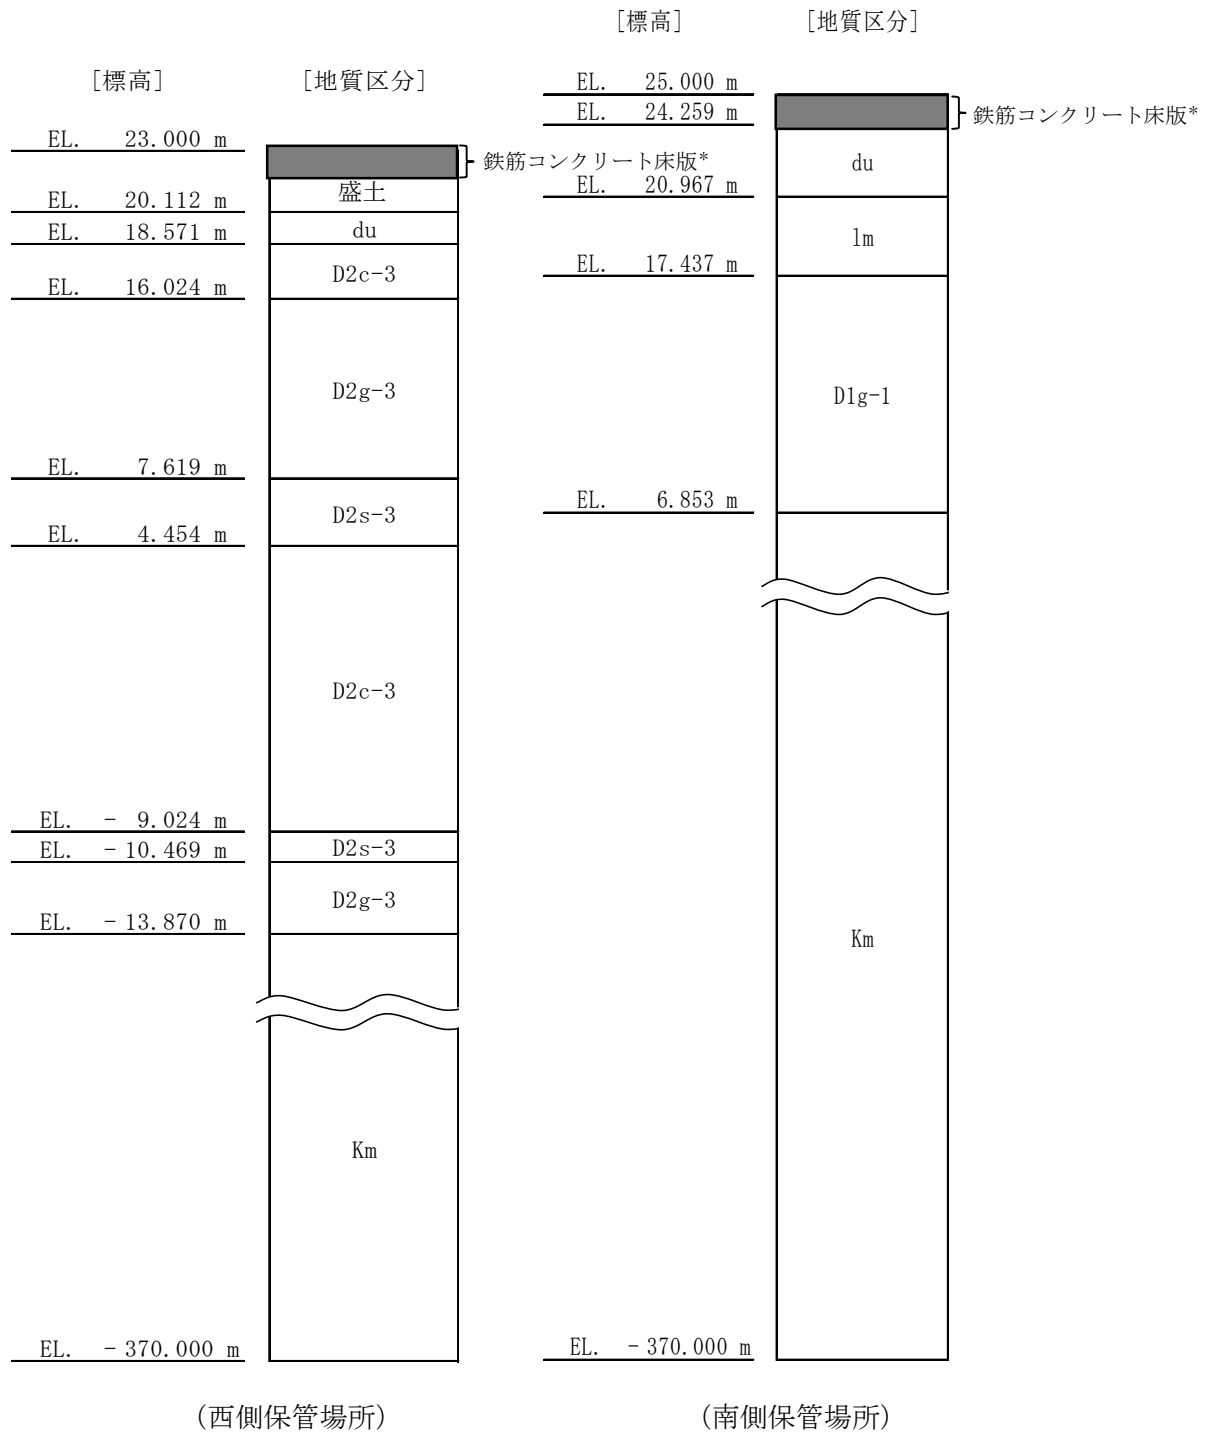 [標高] [地質区分]
EL. 23.000 m
鉄筋コンクリート床版*
盛土
EL. 20.112 m
du
EL. 18.571 m
D2c-3
EL. 16.024 m
D2g-3
EL. 7.619 m
D2s-3
EL. 4.454 m
D2c-3
EL. - 9.024 m
D2s-3
EL. - 10.469 m
D2g-3
EL. - 13.870 m
Km
EL. - 370.000 m
(西側保管場所)
[標高] [地質区分]
EL. 25.000 m
鉄筋コンクリート床版*
EL. 24.259 m
du
EL. 20.967 m
lm
EL. 17.437 m
D1g-1
EL. 6.853 m
Km
EL. - 370.000 m
(南側保管場所)